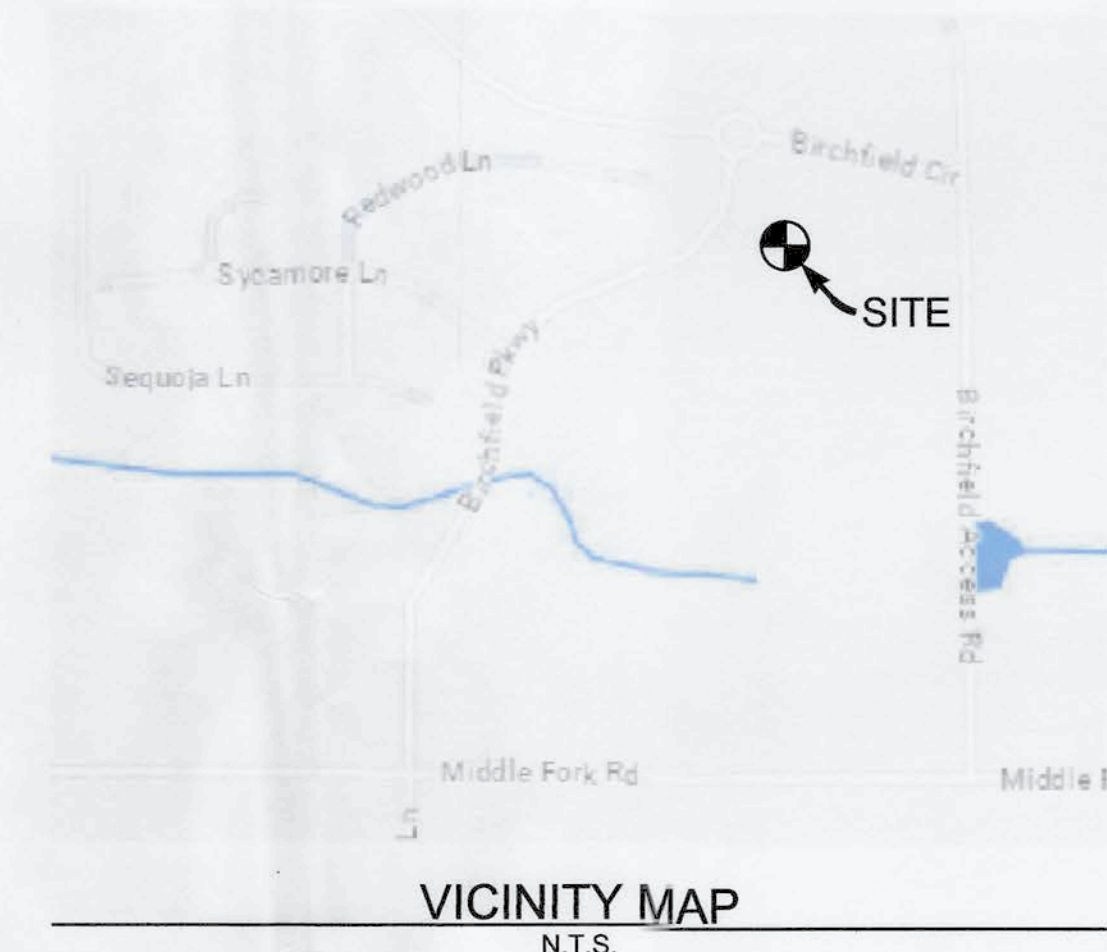 Birchfield Cir
Redwood Ln
SITE
Sycamore Ln
Sequoia Ln
Birchfield Pkwy
Birchfield Access Rd
Middle Fork Rd
Middle
Ln
VICINITY MAP
N.T.S.